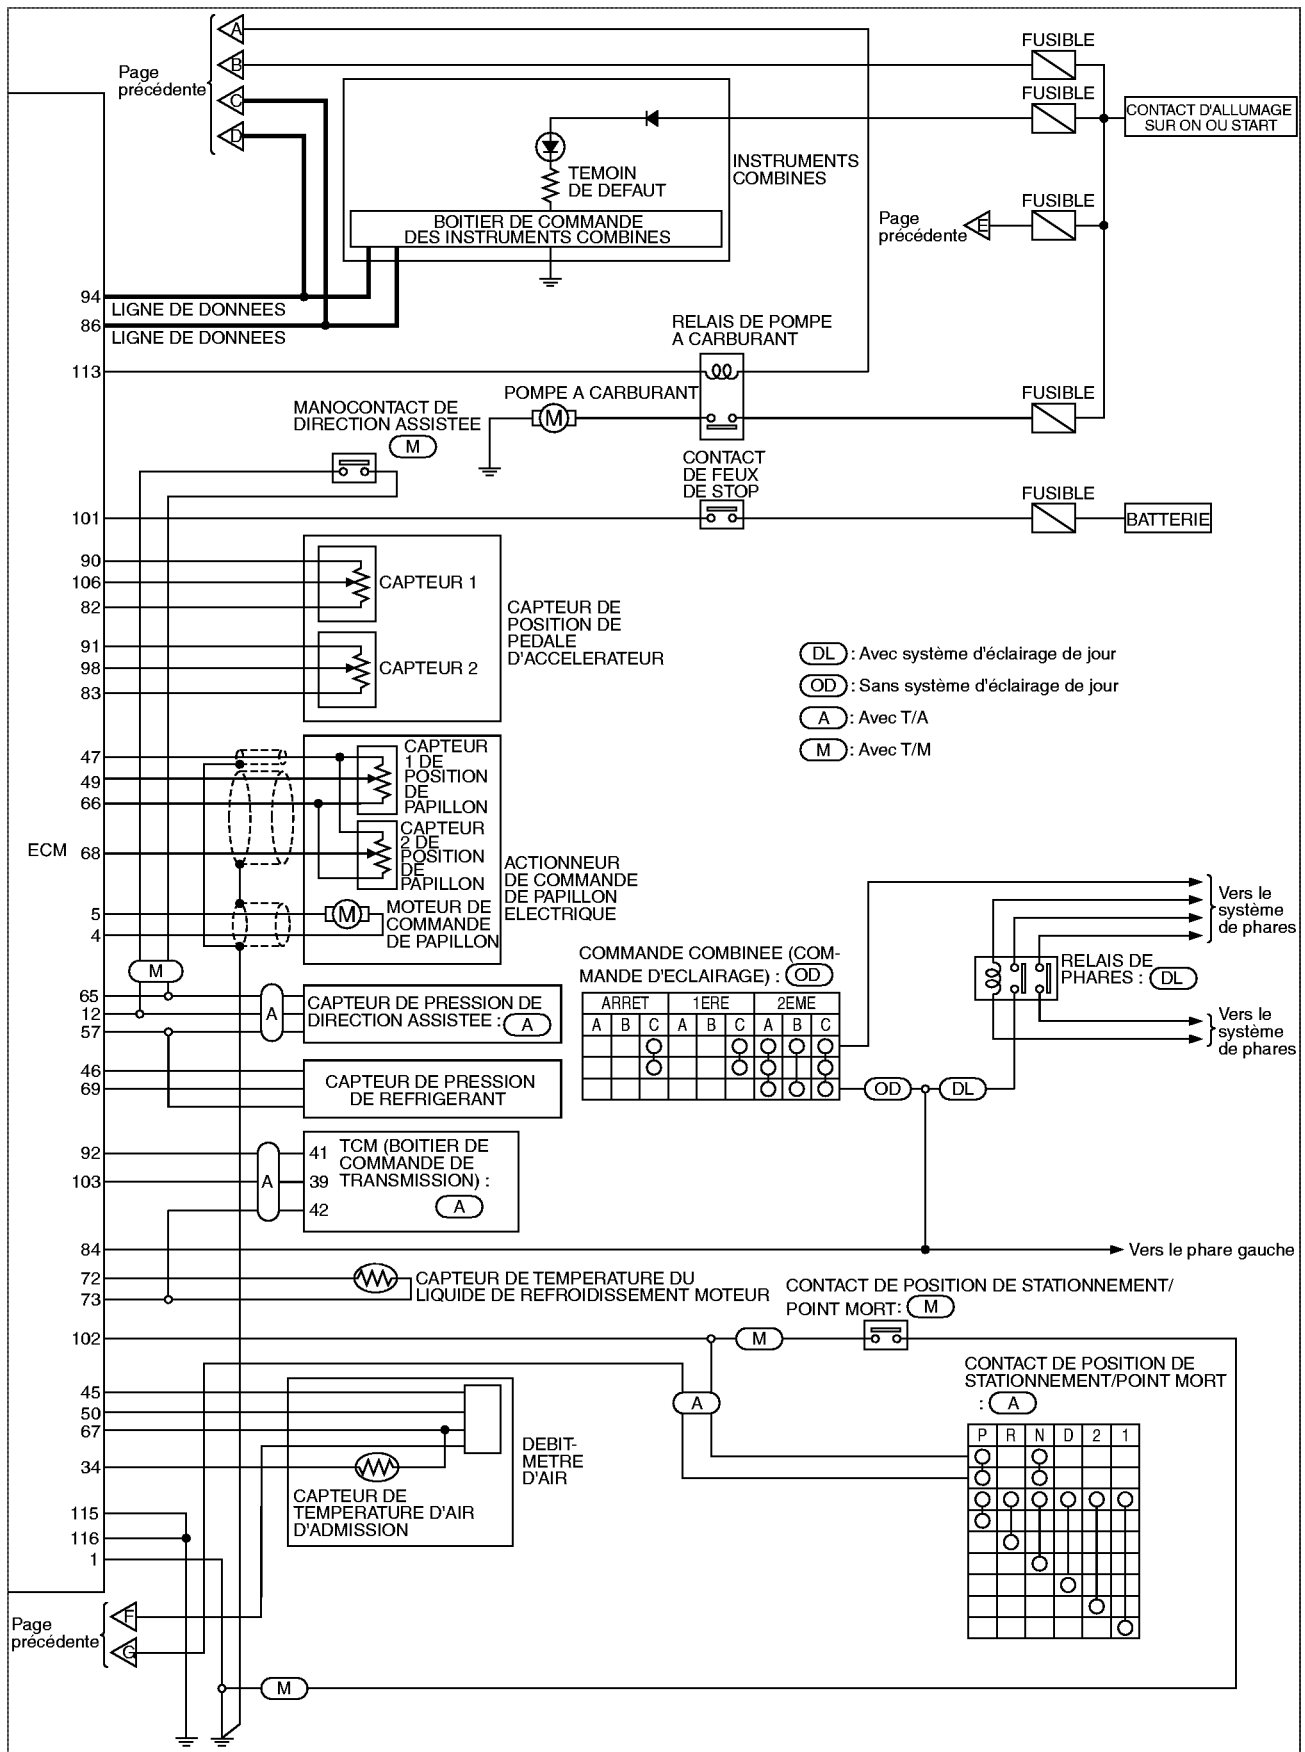 A
FUSIBLE
Page
précédente
B
C
D
FUSIBLE
CONTACT D'ALLUMAGE
SUR ON OU START
TEMOIN
DE DEFAUT
INSTRUMENTS
COMBINES
BOITIER DE COMMANDE
DES INSTRUMENTS COMBINES
FUSIBLE
Page
précédente
E
94
LIGNE DE DONNEES
86
LIGNE DE DONNEES
RELAIS DE POMPE
A CARBURANT
113
POMPE A CARBURANT
M
FUSIBLE
MANOCONTACT DE
DIRECTION ASSISTEE
M
CONTACT
DE FEUX
DE STOP
FUSIBLE
101
BATTERIE
90
106
82
CAPTEUR 1
91
98
83
CAPTEUR 2
CAPTEUR DE
POSITION DE
PEDALE
D'ACCELERATEUR
DL : Avec système d'éclairage de jour
OD : Sans système d'éclairage de jour
A : Avec T/A
M : Avec T/M
47
49
66
CAPTEUR
1 DE
POSITION
DE
PAPILLON
ECM
68
CAPTEUR
2 DE
POSITION
DE
PAPILLON
ACTIONNEUR
DE COMMANDE
DE PAPILLON
ELECTRIQUE
5
4
M
MOTEUR DE
COMMANDE
DE PAPILLON
Vers le
système
de phares
RELAIS DE
PHARES : DL
Vers le
système
de phares
COMMANDE COMBINEE (COM-
MANDE D'ECLAIRAGE) : OD
ARRET 1ERE 2EME
A B C A B C A B C
OD
DL
M
65
12
57
A
CAPTEUR DE PRESSION DE
DIRECTION ASSISTEE : A
46
69
CAPTEUR DE PRESSION
DE REFRIGERANT
92
103
A
41
39
42
TCM (BOITIER DE
COMMANDE DE
TRANSMISSION) :
A
84
Vers le phare gauche
72
73
CAPTEUR DE TEMPERATURE DU
LIQUIDE DE REFROIDISSEMENT MOTEUR
CONTACT DE POSITION DE STATIONNEMENT/
POINT MORT: M
102
M
A
CONTACT DE POSITION DE
STATIONNEMENT/POINT MORT
: A
P R N D 2 1
45
50
67
34
DEBIT-
METRE
D'AIR
CAPTEUR DE
TEMPERATURE D'AIR
D'ADMISSION
115
116
1
Page
précédente
F
G
M